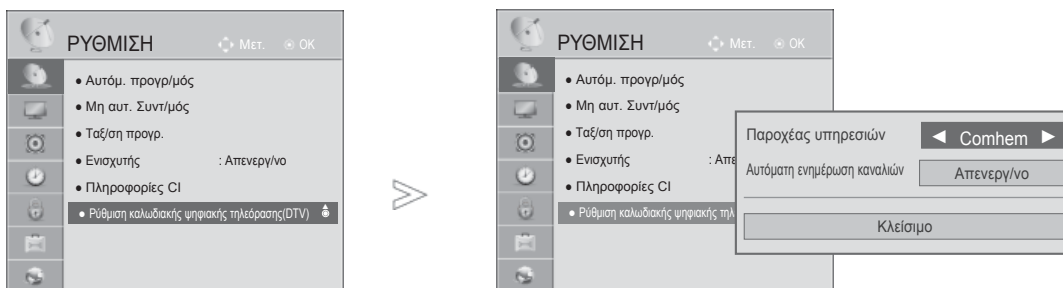 ΡΥΘΜΙΣΗ Μετ. OK
● Αυτόμ. προγρ/μός
● Μη αυτ. Συντ/μός
● Ταξ/ση προγρ.
● Ενισχυτής : Απενεργ/νο
● Πληροφορίες CI
● Ρύθμιση καλωδιακής ψηφιακής τηλεόρασης(DTV)
ΡΥΘΜΙΣΗ Μετ. OK
● Αυτόμ. προγρ/μός
● Μη αυτ. Συντ/μός
● Ταξ/ση προγρ.
● Ενισχυτής : Απε
● Πληροφορίες CI
● Ρύθμιση καλωδιακής ψηφιακής τηλ
Παροχέας υπηρεσιών ◄ Comhem ►
Αυτόματη ενημέρωση καναλιών Απενεργ/νο
Κλείσιμο